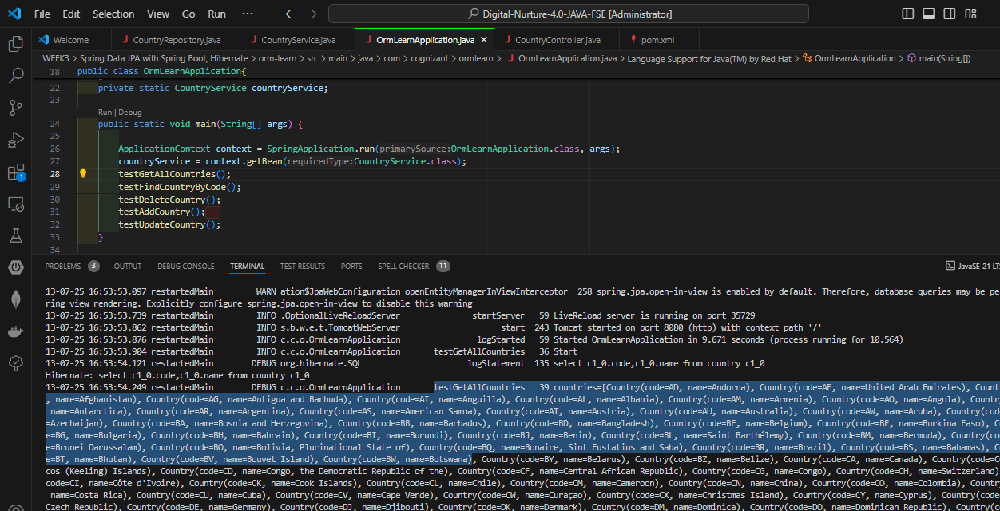 File Edit Selection View Go Run ··· Digital-Nurture-4.0-JAVA-FSE [Administrator]
Welcome CountryRepository.java CountryService.java OrmLearnApplication.java CountryController.java pom.xml
WEEK3 > Spring Data JPA with Spring Boot, Hibernate > orm-learn > src > main > java > com > cognizant > ormlearn > OrmLearnApplication.java > Language Support for Java(TM) by Red Hat > OrmLearnApplication > main(String[])
18 public class OrmLearnApplication{
22 private static CountryService countryService;
23
Run | Debug
24 public static void main(String[] args) {
25
26 ApplicationContext context = SpringApplication.run(primarySource:OrmLearnApplication.class, args);
27 countryService = context.getBean(requiredType:CountryService.class);
28 testGetAllCountries();
29 testFindCountryByCode();
30 testDeleteCountry();
31 testAddCountry();
32 testUpdateCountry();
33 }
34
1
PROBLEMS 3 OUTPUT DEBUG CONSOLE TERMINAL TEST RESULTS PORTS SPELL CHECKER 11 JavaSE-21 LTS
13-07-25 16:53:53.097 restartedMain WARN ation$JpaWebConfiguration openEntityManagerInViewInterceptor 258 spring.jpa.open-in-view is enabled by default. Therefore, database queries may be pe
ring view rendering. Explicitly configure spring.jpa.open-in-view to disable this warning
13-07-25 16:53:53.739 restartedMain INFO .OptionalLiveReloadServer startServer 59 LiveReload server is running on port 35729
13-07-25 16:53:53.862 restartedMain INFO s.b.w.e.t.TomcatWebServer start 243 Tomcat started on port 8080 (http) with context path '/'
13-07-25 16:53:53.876 restartedMain INFO c.c.o.OrmLearnApplication logStarted 59 Started OrmLearnApplication in 9.671 seconds (process running for 10.564)
13-07-25 16:53:53.904 restartedMain INFO c.c.o.OrmLearnApplication testGetAllCountries 36 Start
13-07-25 16:53:54.121 restartedMain DEBUG org.hibernate.SQL logStatement 135 select c1_0.code,c1_0.name from country c1_0
Hibernate: select c1_0.code,c1_0.name from country c1_0
13-07-25 16:53:54.249 restartedMain DEBUG c.c.o.OrmLearnApplication testGetAllCountries 39 countries=[Country(code=AD, name=Andorra), Country(code=AE, name=United Arab Emirates), Count
, name=Afghanistan), Country(code=AG, name=Antigua and Barbuda), Country(code=AI, name=Anguilla), Country(code=AL, name=Albania), Country(code=AM, name=Armenia), Country(code=AO, name=Angola), Countr
name=Antarctica), Country(code=AR, name=Argentina), Country(code=AS, name=American Samoa), Country(code=AT, name=Austria), Country(code=AU, name=Australia), Country(code=AW, name=Aruba), Country(c
=Azerbaijan), Country(code=BA, name=Bosnia and Herzegovina), Country(code=BB, name=Barbados), Country(code=BD, name=Bangladesh), Country(code=BE, name=Belgium), Country(code=BF, name=Burkina Faso), C
e=BG, name=Bulgaria), Country(code=BH, name=Bahrain), Country(code=BI, name=Burundi), Country(code=BJ, name=Benin), Country(code=BL, name=Saint Barthélemy), Country(code=BM, name=Bermuda), Country(co
e=Brunei Darussalam), Country(code=BO, name=Bolivia, Plurinational State of), Country(code=BQ, name=Bonaire, Sint Eustatius and Saba), Country(code=BR, name=Brazil), Country(code=BS, name=Bahamas), C
e=BT, name=Bhutan), Country(code=BV, name=Bouvet Island), Country(code=BW, name=Botswana), Country(code=BY, name=Belarus), Country(code=BZ, name=Belize), Country(code=CA, name=Canada), Country(code=C
cos (Keeling) Islands), Country(code=CD, name=Congo, the Democratic Republic of the), Country(code=CF, name=Central African Republic), Country(code=CG, name=Congo), Country(code=CH, name=Switzerland)
code=CI, name=Côte d'Ivoire), Country(code=CK, name=Cook Islands), Country(code=CL, name=Chile), Country(code=CM, name=Cameroon), Country(code=CN, name=China), Country(code=CO, name=Colombia), Country
name=Costa Rica), Country(code=CU, name=Cuba), Country(code=CV, name=Cape Verde), Country(code=CW, name=Curaçao), Country(code=CX, name=Christmas Island), Country(code=CY, name=Cyprus), Country(code
Czech Republic), Country(code=DE, name=Germany), Country(code=DJ, name=Djibouti), Country(code=DK, name=Denmark), Country(code=DM, name=Dominica), Country(code=DO, name=Dominican Republic), Country